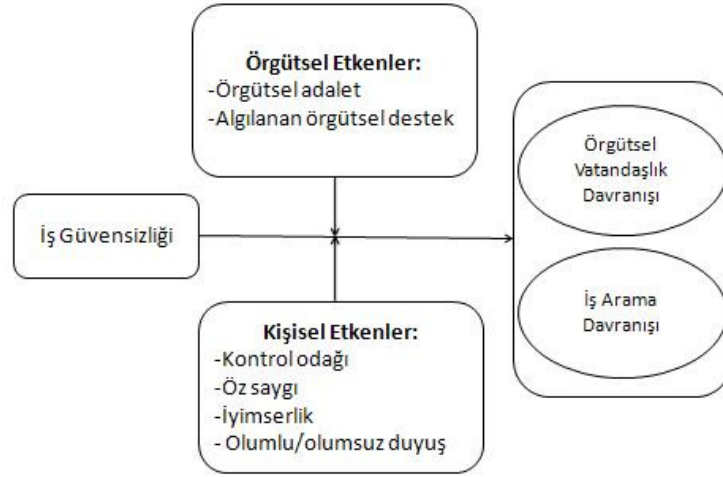 Örgütsel Etkenler:
-Örgütsel adalet
-Algılanan örgütsel destek
İş Güvensizliği
Kişisel Etkenler:
-Kontrol odağı
-Öz saygı
-İyimserlik
- Olumlu/olumsuz duyuş
Örgütsel
Vatandaşlık
Davranışı
İş Arama
Davranışı